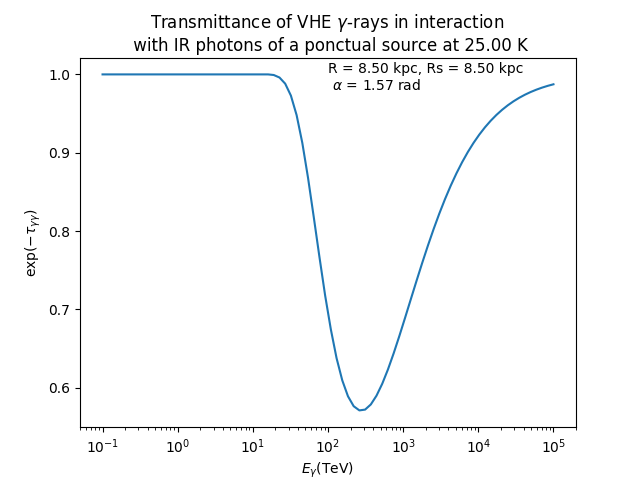 Transmittance of VHE γ-rays in interaction
with IR photons of a ponctual source at 25.00 K
R = 8.50 kpc, Rs = 8.50 kpc
α = 1.57 rad
1.0
0.9
0.8
0.7
0.6
exp(−τγγ)
10⁻¹ 10⁰ 10¹ 10² 10³ 10⁴ 10⁵
Eγ(TeV)